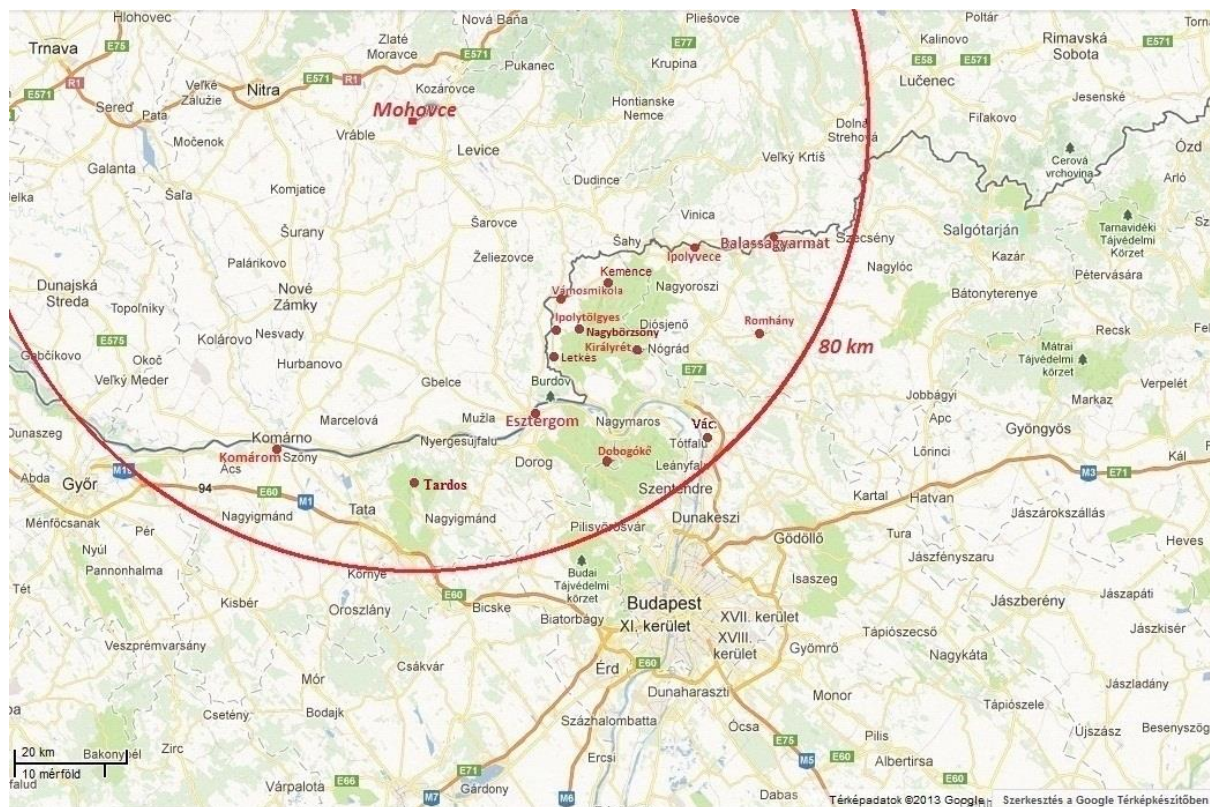 Hlohovec
Nová Baňa
Pliešovce
Poltár
Trnava
E75
Zlaté
Moravce
E571
E77
Kalinovo
Rimavská
Sobota
E571
Pukanec
Krupina
E58
E571
R1
Veľké
Zálužie
E571
R1
Kozárovce
Lučenec
E571
Nitra
Mohovce
Hontianske
Nemce
Jesenské
Sereď
Pata
Vráble
Dolná
Strehová
Fiľakovo
Močenok
Levice
Veľký Krtíš
Cerová
vrchovina
Ózd
Galanta
Dudince
Arló
Šaľa
Komjatice
Šurany
Šarovce
Vinica
Šahy
Balassagyarmat
Szécsény
Salgótarján
Tarnavidéki
Tájvédelmi
Körzet
Palárikovo
Želiezovce
Ipolyvece
Kazár
Nagylóc
Pétervására
Dunajská
Streda
Topoľníky
Nové
Zámky
Kemence
Nagyoroszi
Vámosmikola
Bátonyterenye
Kolárovo
Nesvady
Ipolytölgyes
Nagybörzsöny
Diósjenő
Romhány
Recsk
E575
Okoč
Királyrét
Nógrád
80 km
Mátrai
Tájvédelmi
Körzet
Gabčíkovo
Hurbanovo
Letkés
E77
Veľký Meder
Gbelce
Burdov
Verpelét
Jobbágyi
Markaz
Marcelová
Mužla
Esztergom
Nagymaros
Vác
Apc
Gyöngyös
Dunaszeg
Komárno
Nyergesujfalu
Tótfalu
Lőrinci
Komárom
Szőny
Dorog
Dobogókő
Leányfalu
Kál
Abda
M19
Ács
E71
Győr
94
E60
M1
Tardos
Szentendre
M3
Kartal
Hatvan
Ménfőcsanak
Nagyigmánd
Tata
Nagyigmánd
Dunakeszi
Jászárokszállás
Pér
Pilisvörösvár
Gödöllő
Tura
Nyúl
Heves
Pannonhalma
Környe
Budai
Tájvédelmi
körzet
Isaszeg
Jászfényszaru
Tét
E60
Kisbér
Oroszlány
Bicske
Budapest
XI. kerület
XVII. kerület
XVIII.
kerület
Jászberény
Jászapáti
Biatorbágy
Tápiószecső
Jászkisér
Veszprémvarsány
Gyömrő
Csákvár
Érd
E60
Nagykáta
Mór
Dunaharaszti
Jászladány
Csetény
Bodajk
Százhalombatta
Monor
Tápiószele
Ócsa
Besenyszög
20 km
10 mérföld
Bakonybél
Zirc
Ercsi
E75
Pilis
Újszász
M5
Albertirsa
Várpalota
E66
E71
Gárdony
E60
M7
M6
Dabas
Térképadatok ©2013 Google
Szerkesztés a Google Térképkészítőben